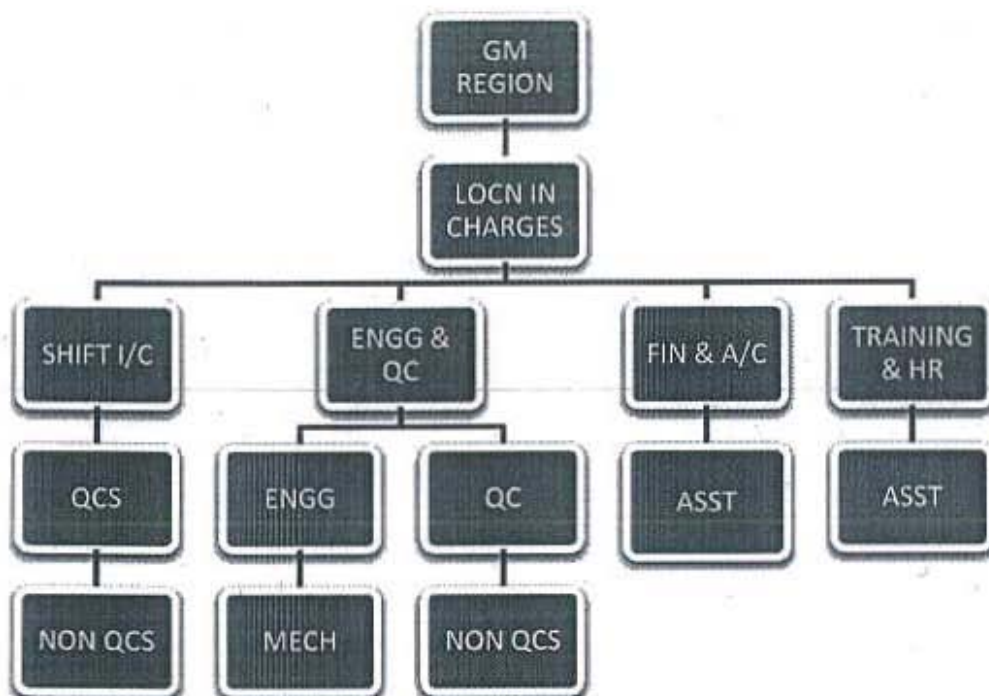 GM
REGION
LOCN IN
CHARGES
SHIFT I/C
ENGG &
QC
FIN & A/C
TRAINING
& HR
QCS
ENGG
QC
ASST
ASST
NON QCS
MECH
NON QCS